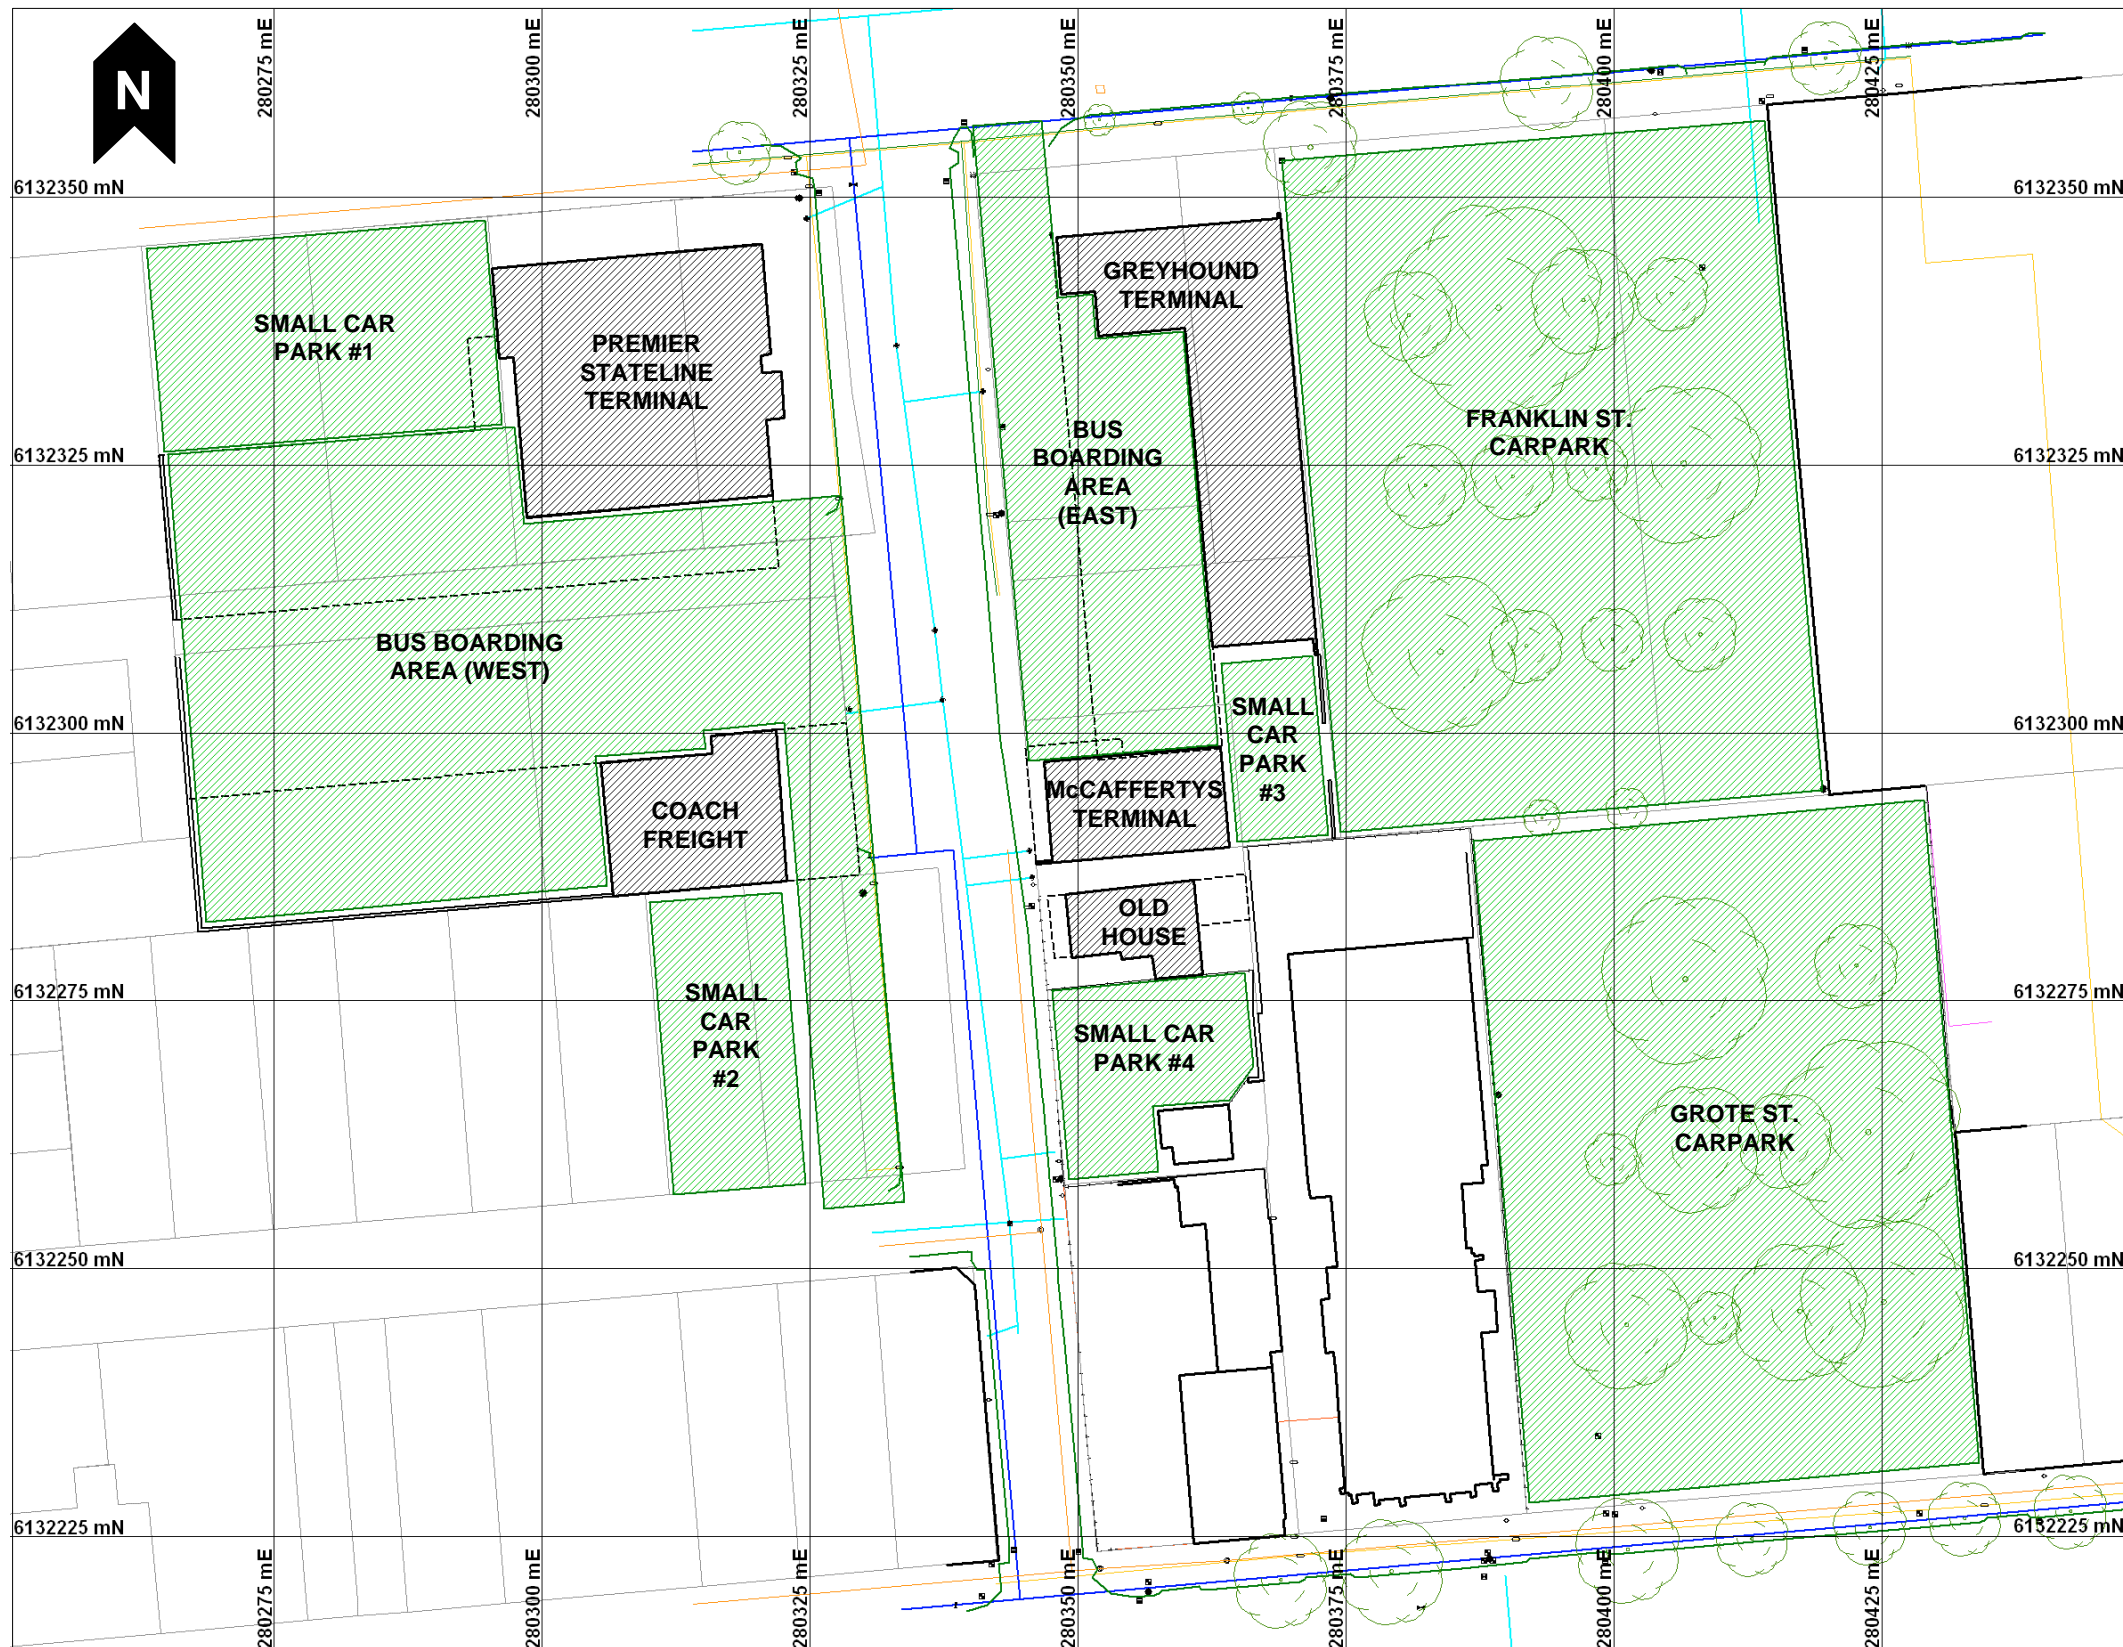 N
280275 mE
280300 mE
280325 mE
280350 mE
280375 mE
280400 mE
280425 mE
6132350 mN
6132350 mN
GREYHOUND
TERMINAL
SMALL CAR
PARK #1
PREMIER
STATELINE
TERMINAL
FRANKLIN ST.
CARPARK
BUS
BOARDING
AREA
(EAST)
6132325 mN
6132325 mN
BUS BOARDING
AREA (WEST)
6132300 mN
6132300 mN
SMALL
CAR
PARK
#3
COACH
FREIGHT
McCAFFERTYS
TERMINAL
OLD
HOUSE
6132275 mN
6132275 mN
SMALL
CAR
PARK
#2
SMALL CAR
PARK #4
GROTE ST.
CARPARK
6132250 mN
6132250 mN
6132225 mN
6132225 mN
280275 mE
280300 mE
280325 mE
280350 mE
280375 mE
280400 mE
280425 mE